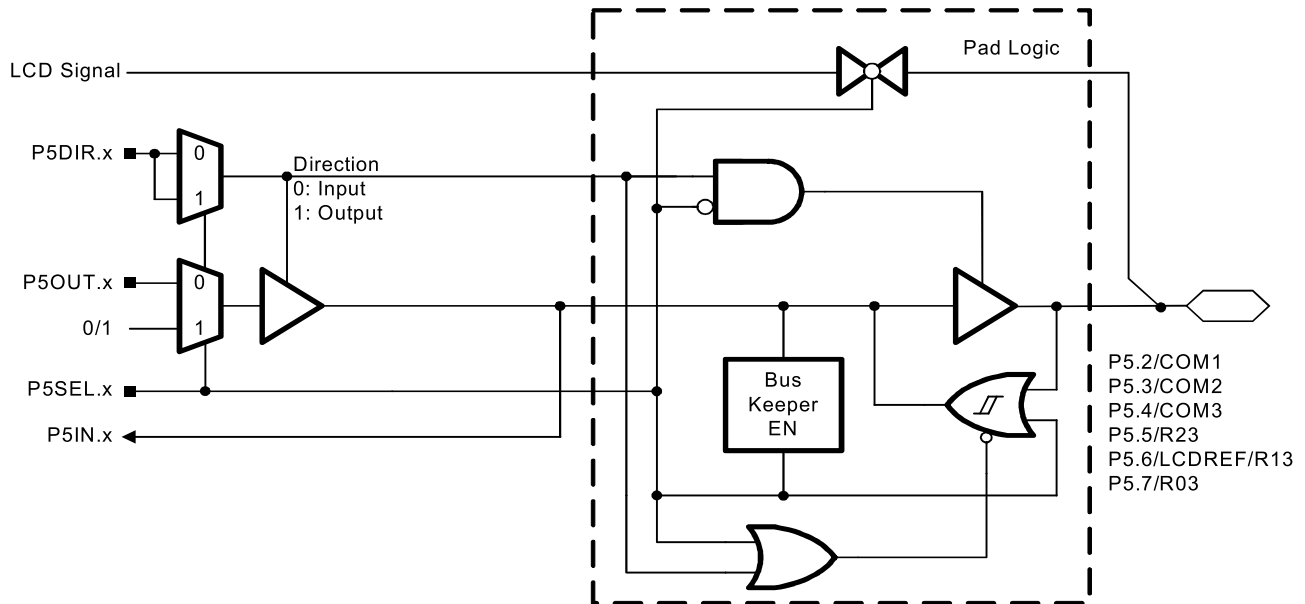 Pad Logic
LCD Signal
P5DIR.x
0
1
Direction
0: Input
1: Output
P5OUT.x
0
0/1
1
P5SEL.x
P5IN.x
Bus
Keeper
EN
P5.2/COM1
P5.3/COM2
P5.4/COM3
P5.5/R23
P5.6/LCDREF/R13
P5.7/R03